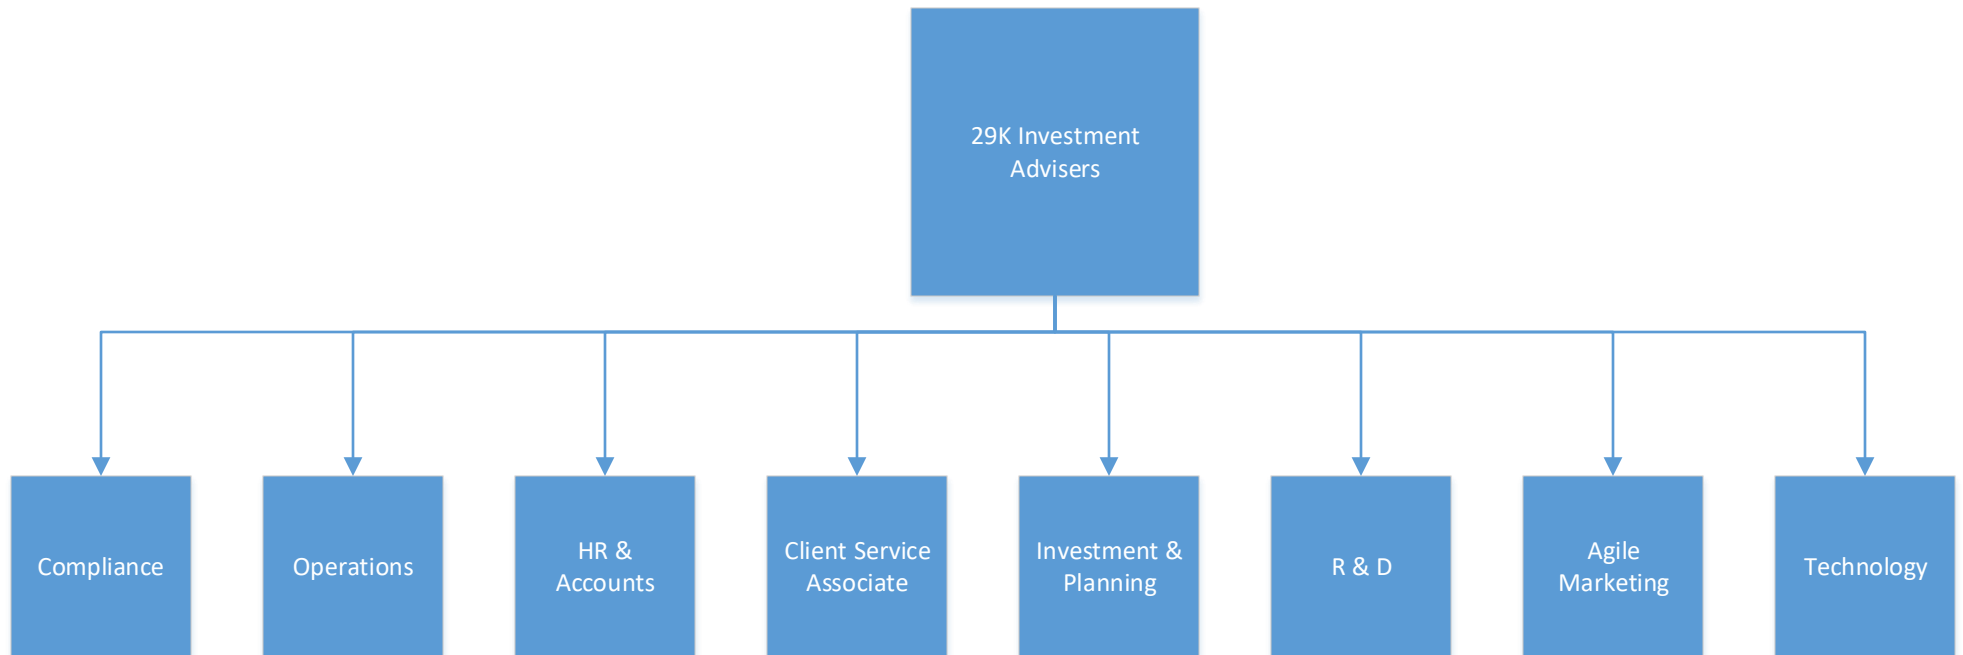 29K Investment
Advisers
Compliance
Operations
HR &
Accounts
Client Service
Associate
Investment &
Planning
R & D
Agile
Marketing
Technology